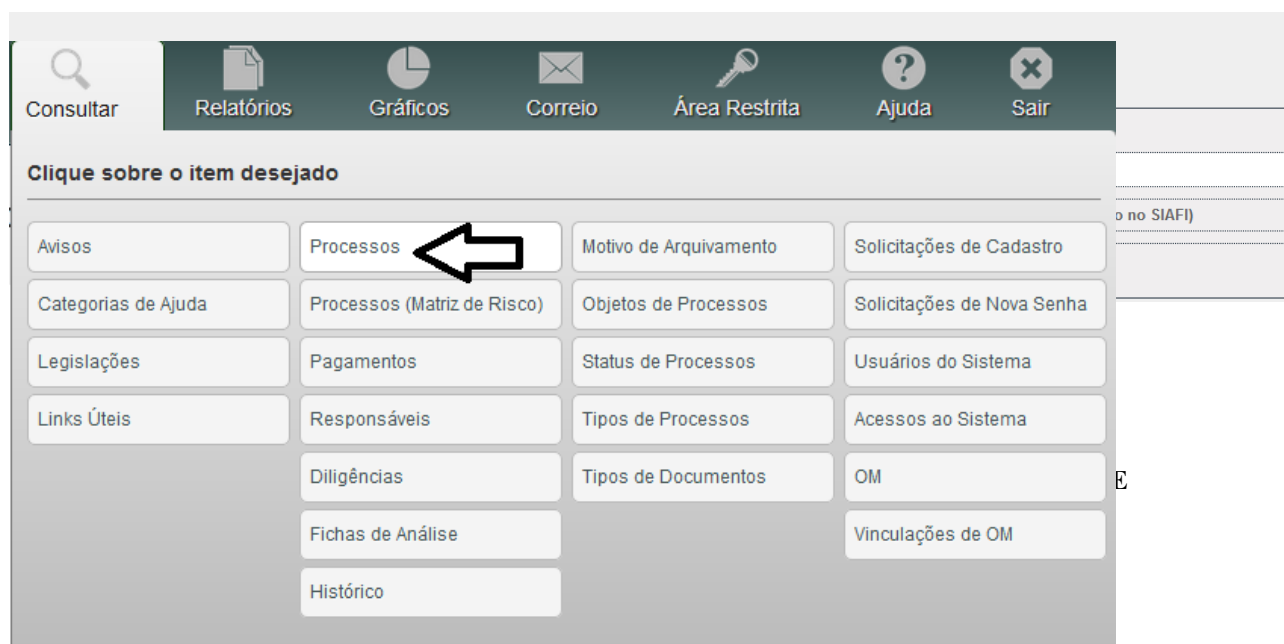 Consultar
Relatórios
Gráficos
Correio
Área Restrita
Ajuda
Sair
Clique sobre o item desejado
o no SIAFI)
Avisos
Processos
Motivo de Arquivamento
Solicitações de Cadastro
Categorias de Ajuda
Processos (Matriz de Risco)
Objetos de Processos
Solicitações de Nova Senha
Legislações
Pagamentos
Status de Processos
Usuários do Sistema
Links Úteis
Responsáveis
Tipos de Processos
Acessos ao Sistema
Diligências
Tipos de Documentos
OM
E
Fichas de Análise
Vinculações de OM
Histórico